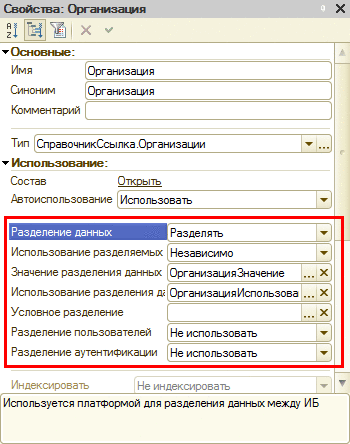 Свойства: Организация
Основные:
Имя Организация
Синоним Организация
Комментарий
Тип СправочникСсылка.Организации
Использование:
Состав Открыть
Автоиспользование Использовать
Разделение данных Разделять
Использование разделяемых Независимо
Значение разделения данных ОрганизацияЗначение
Использование разделения да ОрганизацияИспользова
Условное разделение
Разделение пользователей Не использовать
Разделение аутентификации Не использовать
Индексировать Не индексировать
Используется платформой для разделения данных между ИБ